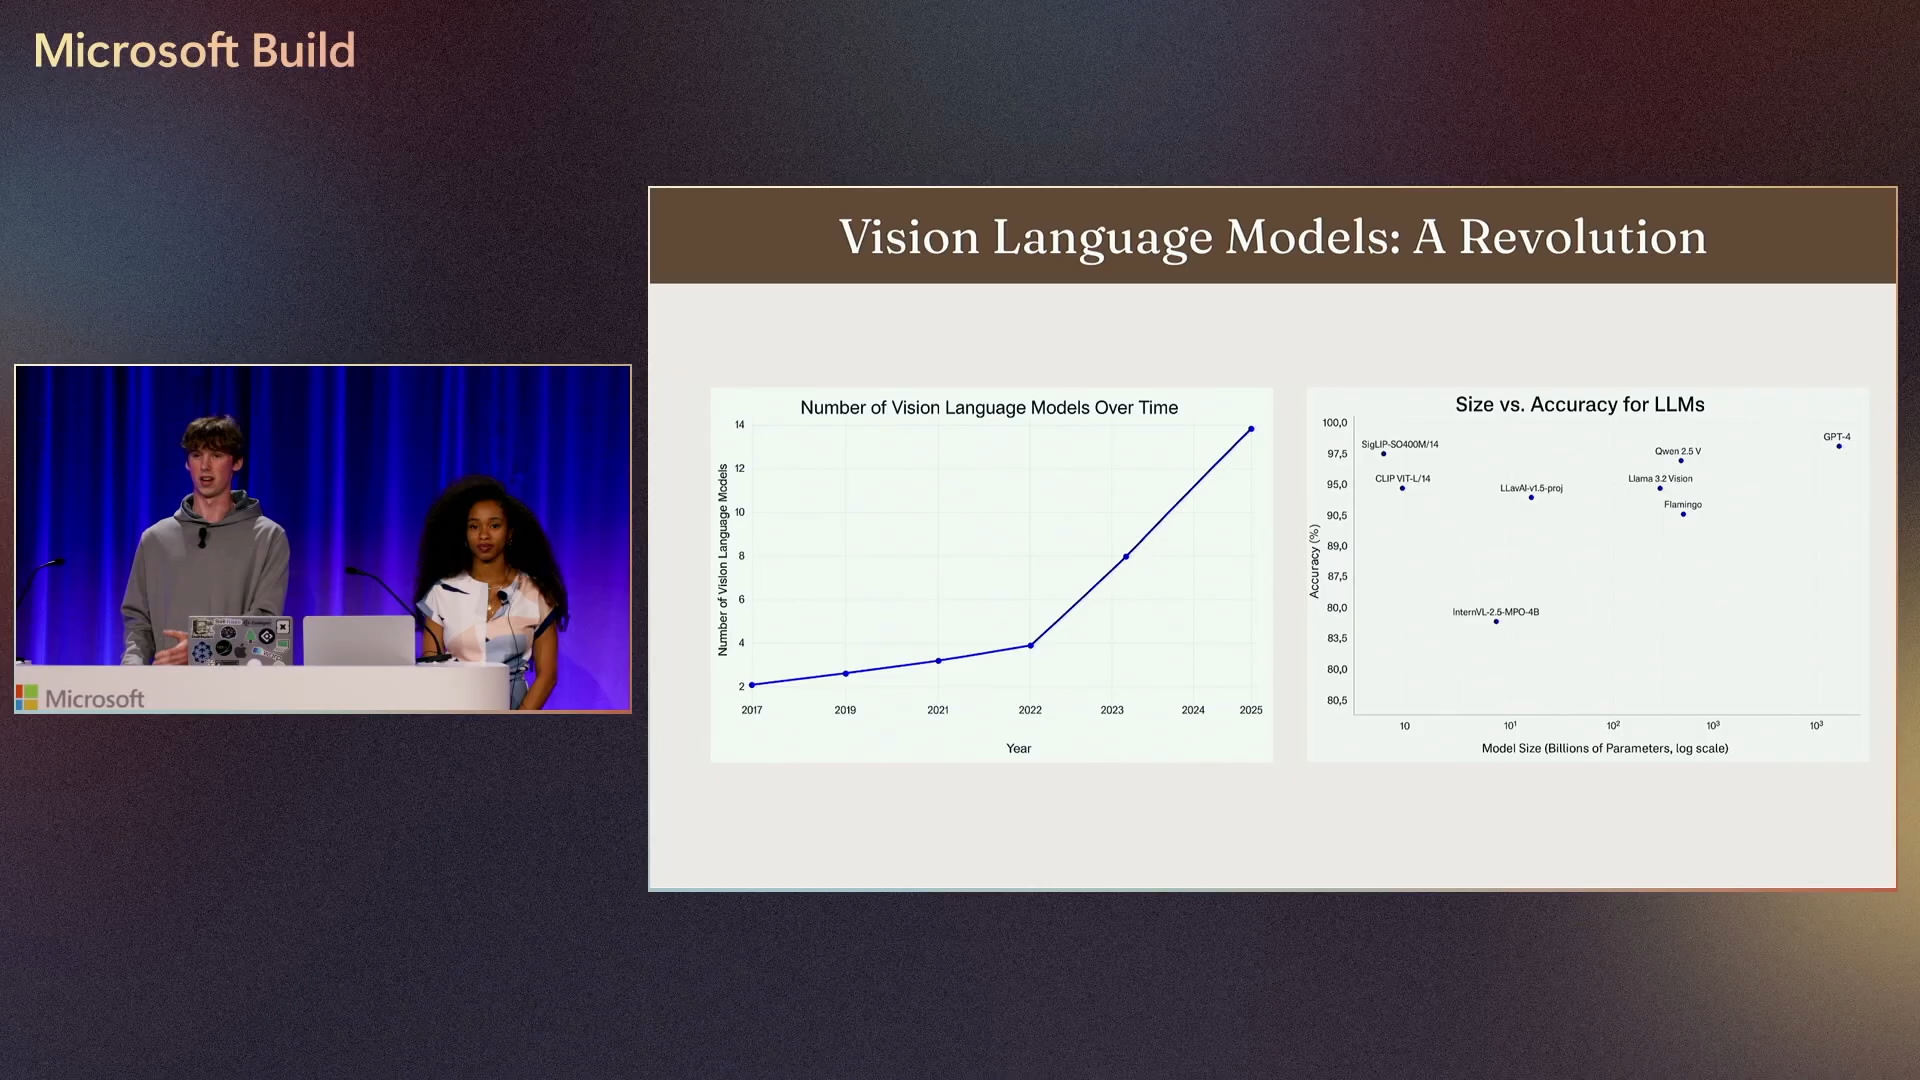 Microsoft Build
Vision Language Models: A Revolution
Number of Vision Language Models Over Time
Number of Vision Language Models
14
12
10
8
6
4
2
2017
2019
2021
2022
2023
2024
2025
Year
Size vs. Accuracy for LLMs
Accuracy (%)
100,0
97,5
95,0
90,5
89,0
87,5
80,0
83,5
80,0
80,5
SigLIP-SO400M/14
CLIP VIT-L/14
LLavAI-v1.5-proj
InternVL-2.5-MPO-4B
Qwen 2.5 V
Llama 3.2 Vision
Flamingo
GPT-4
10
10¹
10²
10³
10³
Model Size (Billions of Parameters, log scale)
Microsoft